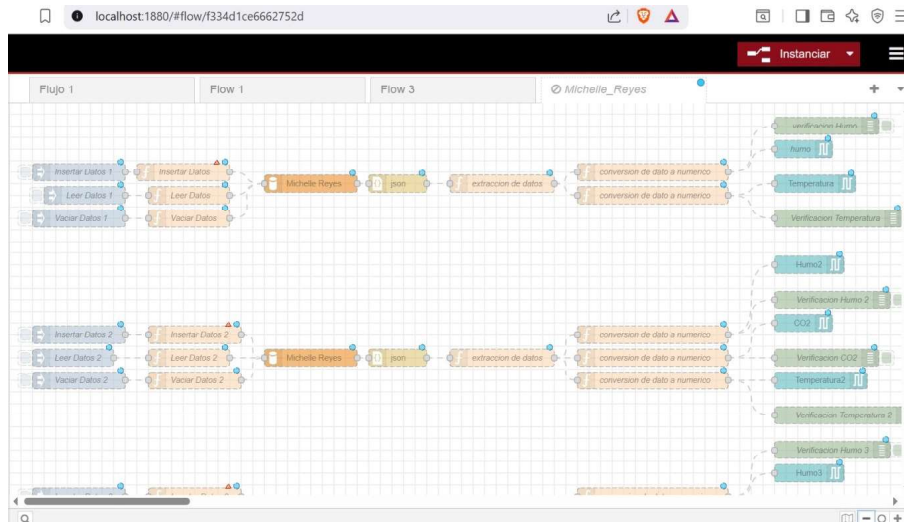 localhost:1880/#flow/f334d1ce6662752d
Instanciar
Flujo 1
Flow 1
Flow 3
Michelle_Reyes
verificacion Humo
humo
Insertar Datos 1
Insertar Datos
conversion de dato a numerico
Leer Datos 1
Leer Datos
Michelle Reyes
json
extraccion de datos
conversion de dato a numerico
Temperatura
Vaciar Datos 1
Vaciar Datos
Verificacion Temperatura
Humo2
Verificacion Humo 2
CO2
Insertar Datos 2
Insertar Datos 2
conversion de dato a numerico
Leer Datos 2
Leer Datos 2
Michelle Reyes
json
extraccion de datos
conversion de dato a numerico
Verificacion CO2
Vaciar Datos 2
Vaciar Datos 2
conversion de dato a numerico
Temperatura2
Verificacion Temperatura 2
Verificacion Humo 3
Humo3